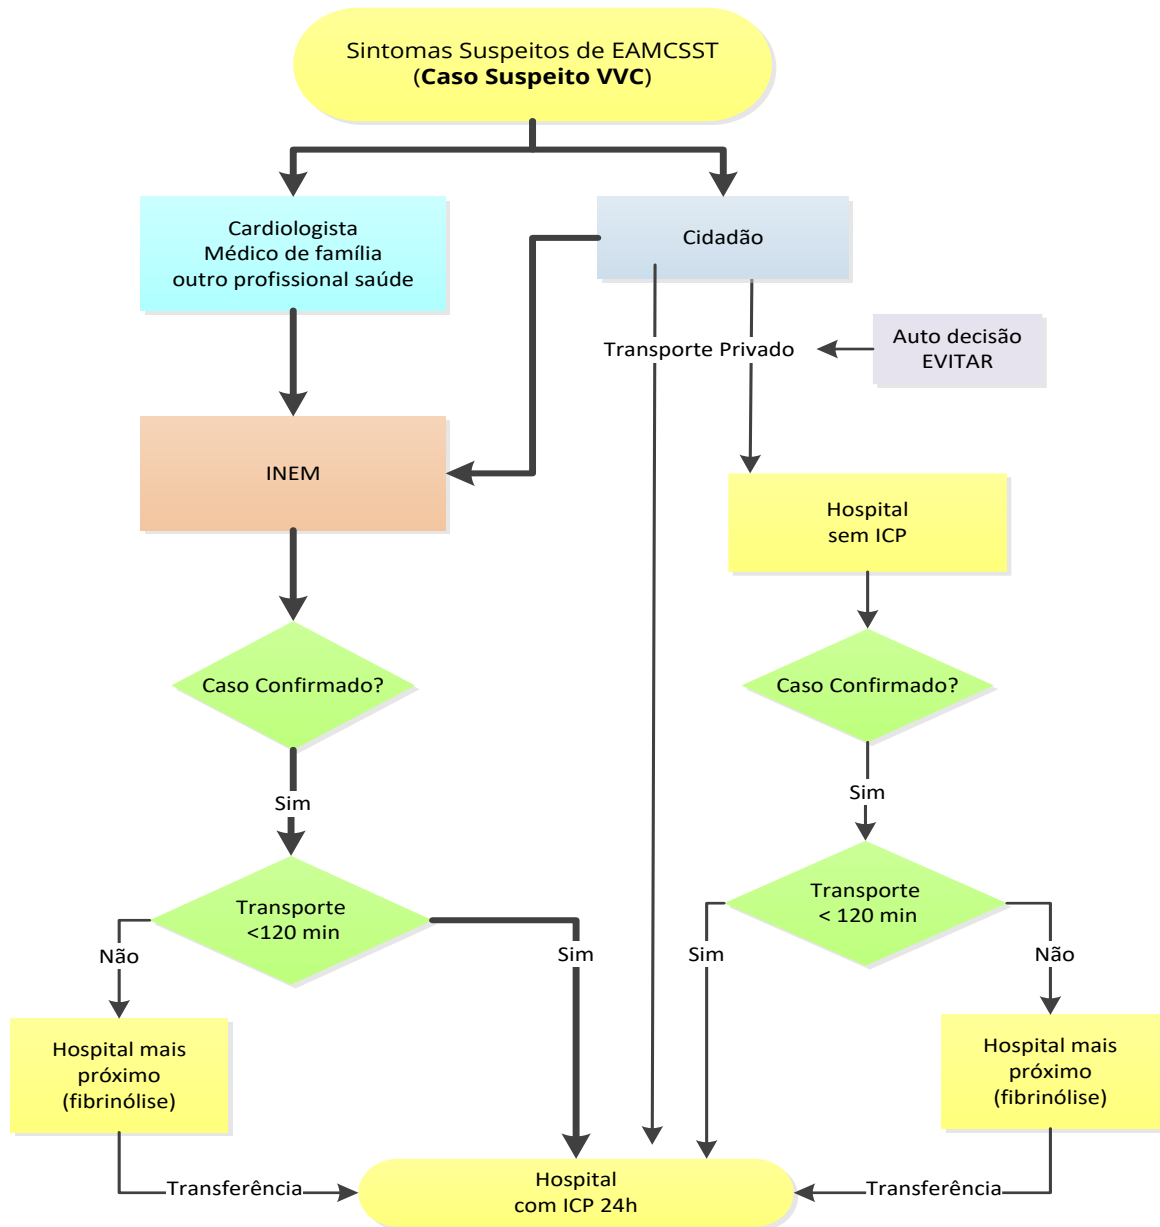 Sintomas Suspeitos de EAMCSST
(Caso Suspeito VVC)
Cardiologista
Médico de família
outro profissional saúde
Cidadão
Transporte Privado
Auto decisão
EVITAR
INEM
Hospital
sem ICP
Caso Confirmado?
Caso Confirmado?
Sim
Sim
Transporte
<120 min
Transporte
< 120 min
Não
Sim
Sim
Não
Hospital mais
próximo
(fibrinólise)
Hospital mais
próximo
(fibrinólise)
Transferência
Hospital
com ICP 24h
Transferência